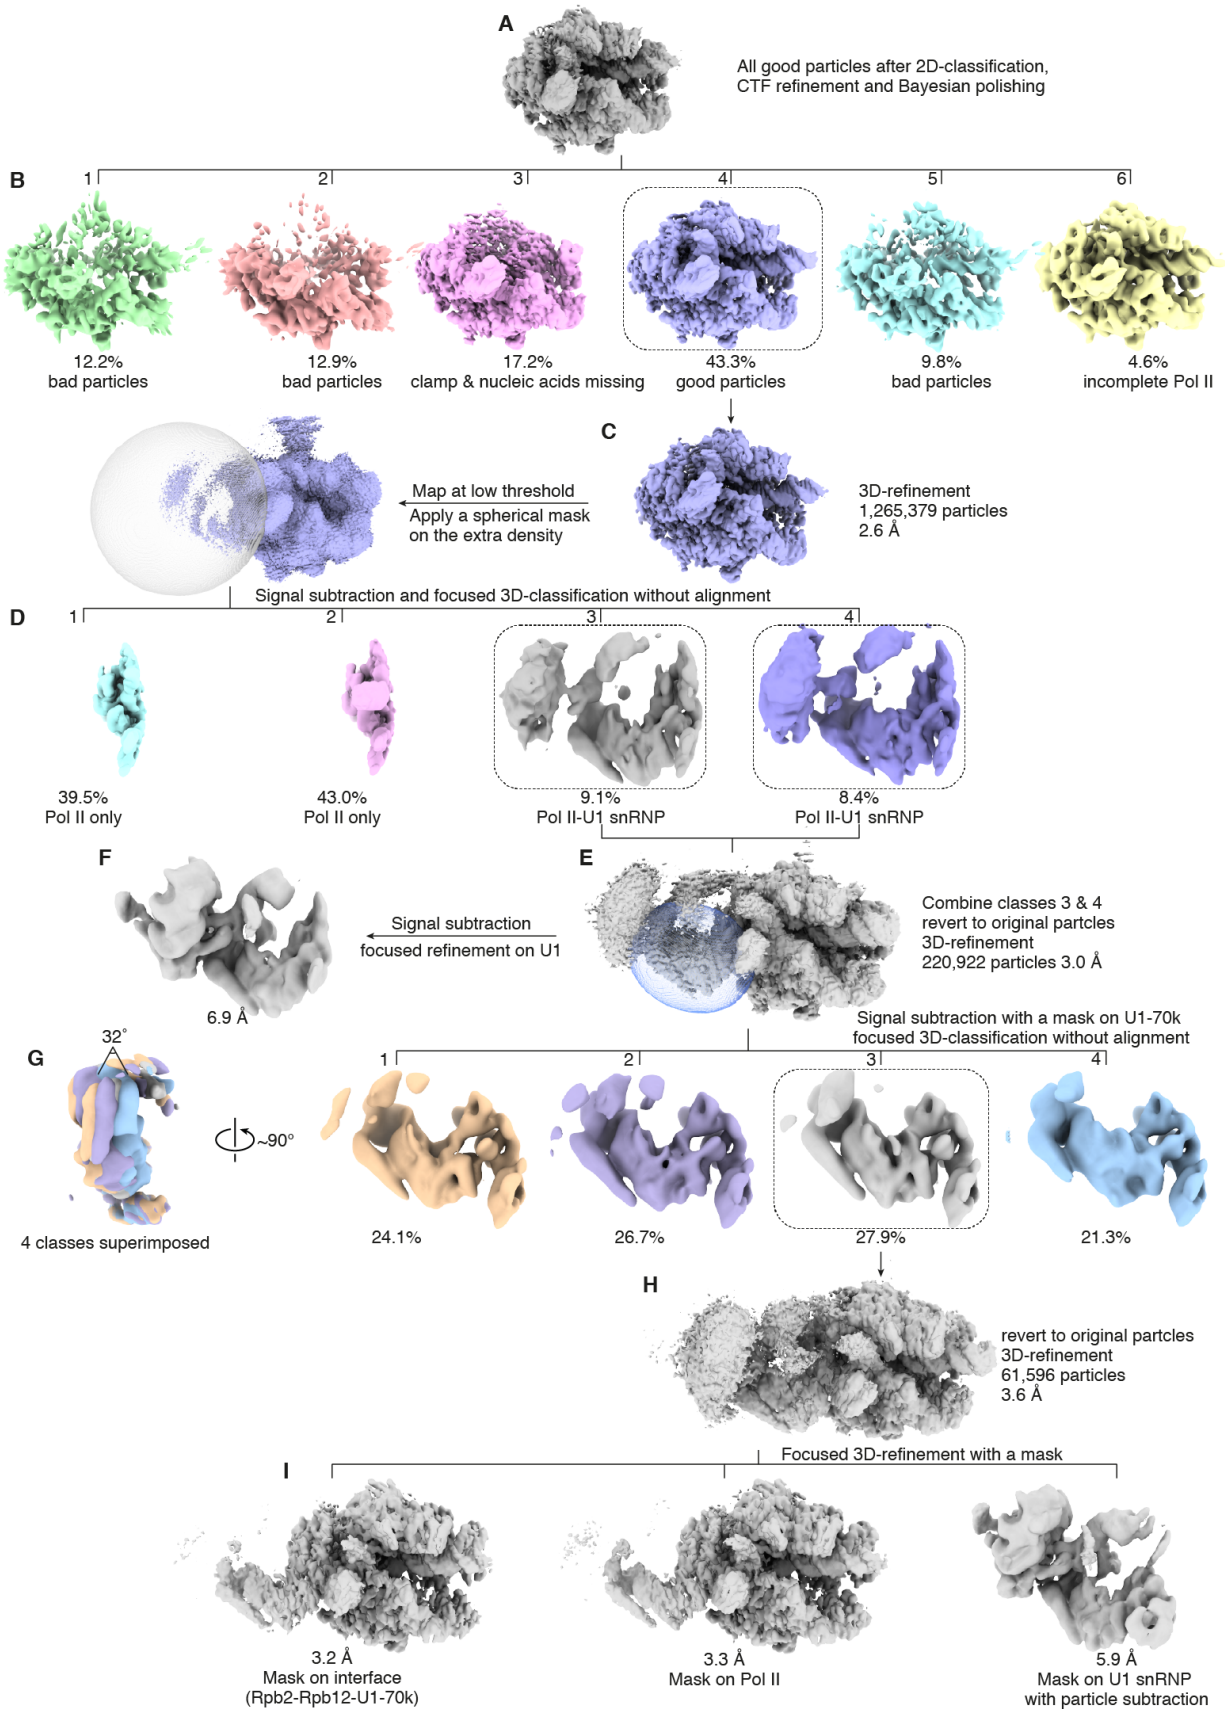 A
All good particles after 2D-classification,
CTF refinement and Bayesian polishing
B
1
2
3
4
5
6
12.2%
bad particles
12.9%
bad particles
17.2%
clamp & nucleic acids missing
43.3%
good particles
9.8%
bad particles
4.6%
incomplete Pol II
C
Map at low threshold
Apply a spherical mask
on the extra density
3D-refinement
1,265,379 particles
2.6 Å
Signal subtraction and focused 3D-classification without alignment
D
1
2
3
4
39.5%
Pol II only
43.0%
Pol II only
9.1%
Pol II-U1 snRNP
8.4%
Pol II-U1 snRNP
F
E
Signal subtraction
focused refinement on U1
Combine classes 3 & 4
revert to original partcles
3D-refinement
220,922 particles 3.0 Å
6.9 Å
Signal subtraction with a mask on U1-70k
focused 3D-classification without alignment
G
32°
1
2
3
4
~90°
4 classes superimposed
24.1%
26.7%
27.9%
21.3%
H
revert to original partcles
3D-refinement
61,596 particles
3.6 Å
Focused 3D-refinement with a mask
I
3.2 Å
Mask on interface
(Rpb2-Rpb12-U1-70k)
3.3 Å
Mask on Pol II
5.9 Å
Mask on U1 snRNP
with particle subtraction